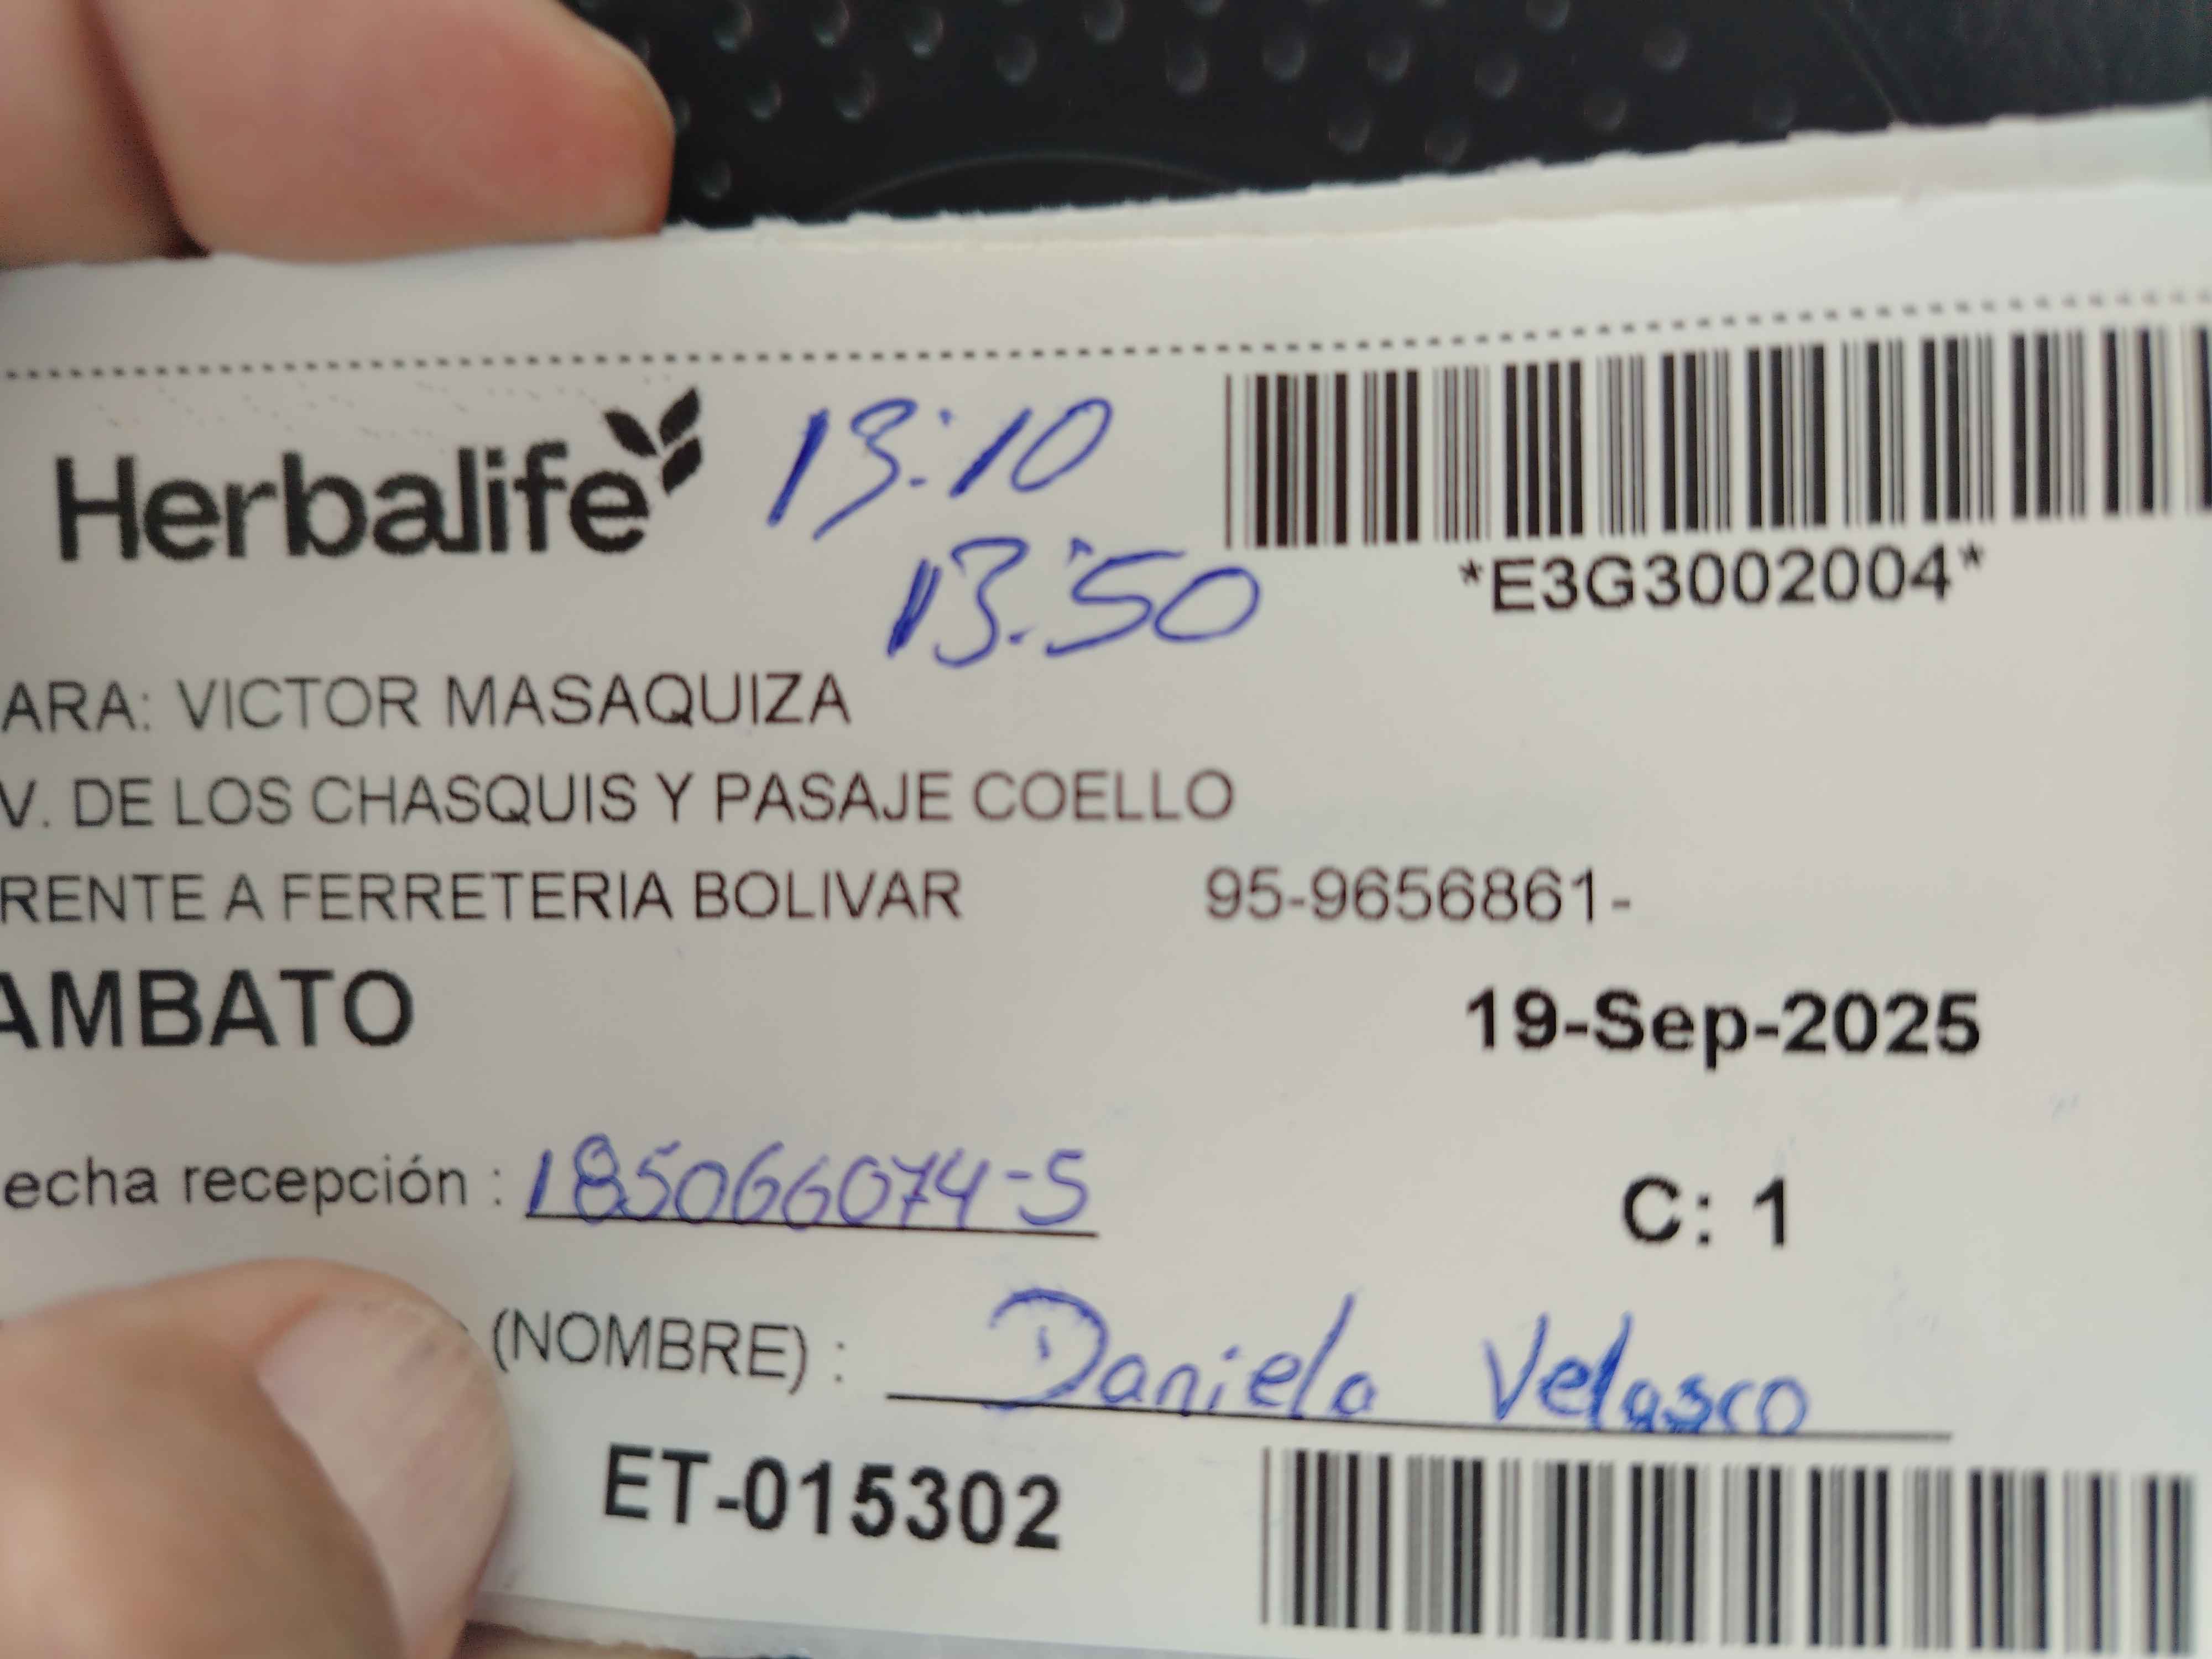 Herbalife
13:10
13:50
*E3G3002004*
ARA: VICTOR MASAQUIZA
V. DE LOS CHASQUIS Y PASAJE COELLO
RENTE A FERRETERIA BOLIVAR 95-9656861-
AMBATO
19-Sep-2025
echa recepción : 185066074-5
C: 1
(NOMBRE) : Daniela Velasco
ET-015302